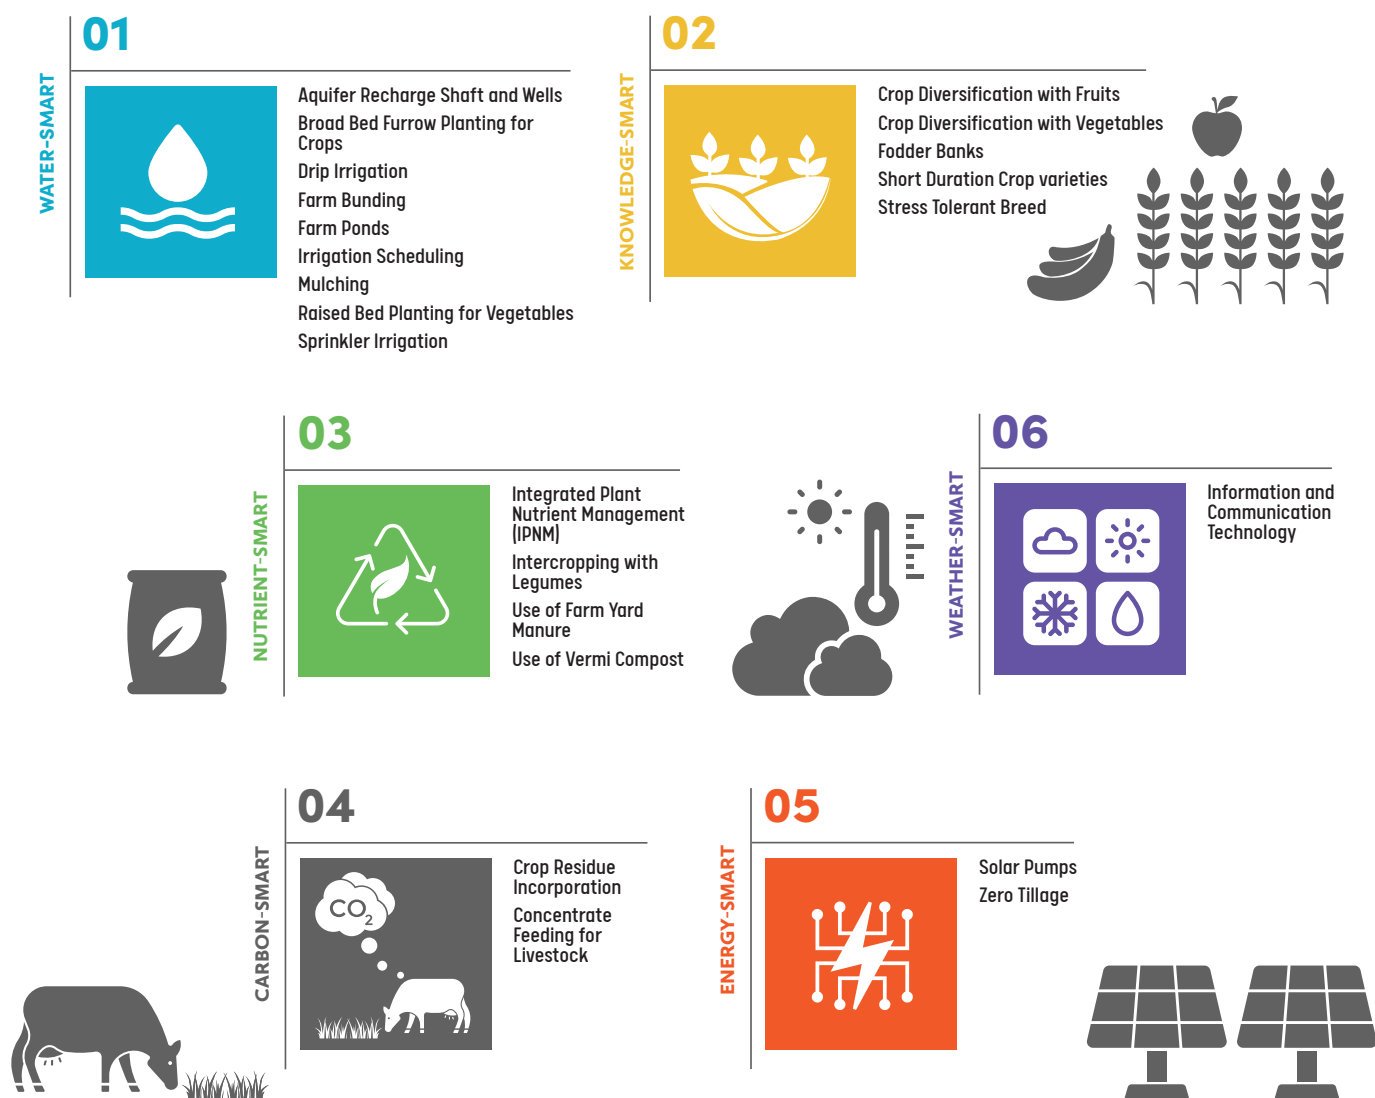 01
WATER-SMART
Aquifer Recharge Shaft and Wells
Broad Bed Furrow Planting for
Crops
Drip Irrigation
Farm Bunding
Farm Ponds
Irrigation Scheduling
Mulching
Raised Bed Planting for Vegetables
Sprinkler Irrigation
02
KNOWLEDGE-SMART
Crop Diversification with Fruits
Crop Diversification with Vegetables
Fodder Banks
Short Duration Crop varieties
Stress Tolerant Breed
03
NUTRIENT-SMART
Integrated Plant
Nutrient Management
(IPNM)
Intercropping with
Legumes
Use of Farm Yard
Manure
Use of Vermi Compost
06
WEATHER-SMART
Information and
Communication
Technology
04
CARBON-SMART
CO2
Crop Residue
Incorporation
Concentrate
Feeding for
Livestock
05
ENERGY-SMART
Solar Pumps
Zero Tillage